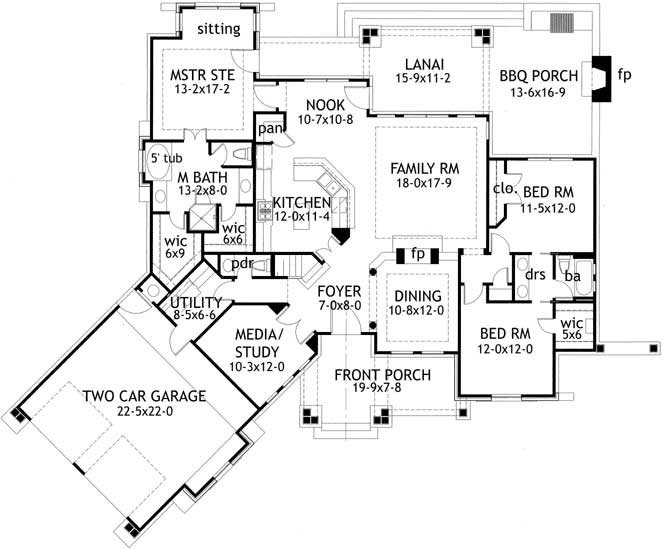 sitting
MSTR STE
13-2x17-2
LANAI
15-9x11-2
BBQ PORCH
13-6x16-9
fp
NOOK
10-7x10-8
pan
5' tub
M BATH
13-2x8-0
FAMILY RM
18-0x17-9
clo.
BED RM
11-5x12-0
KITCHEN
12-0x11-4
wic
6x9
wic
6x6
pdr
fp
drs
ba
UTILITY
8-5x6-6
FOYER
7-0x8-0
DINING
10-8x12-0
MEDIA/
STUDY
10-3x12-0
BED RM
12-0x12-0
wic
5x6
FRONT PORCH
19-9x7-8
TWO CAR GARAGE
22-5x22-0